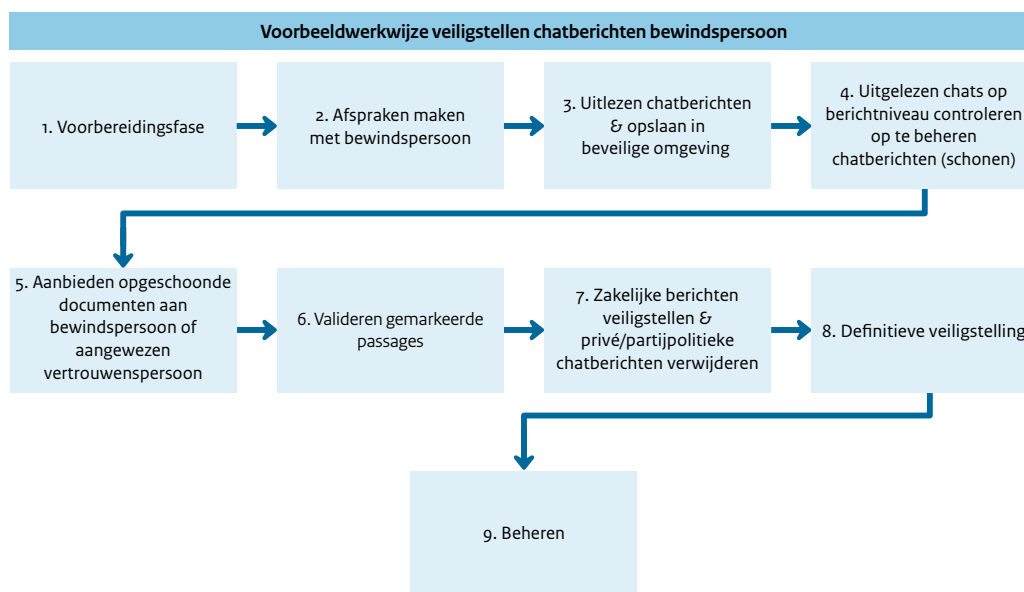 Voorbeeldwerkwijze veiligstellen chatberichten bewindspersoon
1. Voorbereidingsfase
2. Afspraken maken
met bewindspersoon
3. Uitlezen chatberichten
& opslaan in
beveilige omgeving
4. Uitgelezen chats op
berichtniveau controleren
op te beheren
chatberichten (schonen)
5. Aanbieden opgeschoonde
documenten aan
bewindspersoon of
aangewezen
vertrouwenspersoon
6. Valideren gemarkeerde
passages
7. Zakelijke berichten
veiligstellen &
privé/partijpolitieke
chatberichten verwijderen
8. Definitieve veiligstelling
9. Beheren